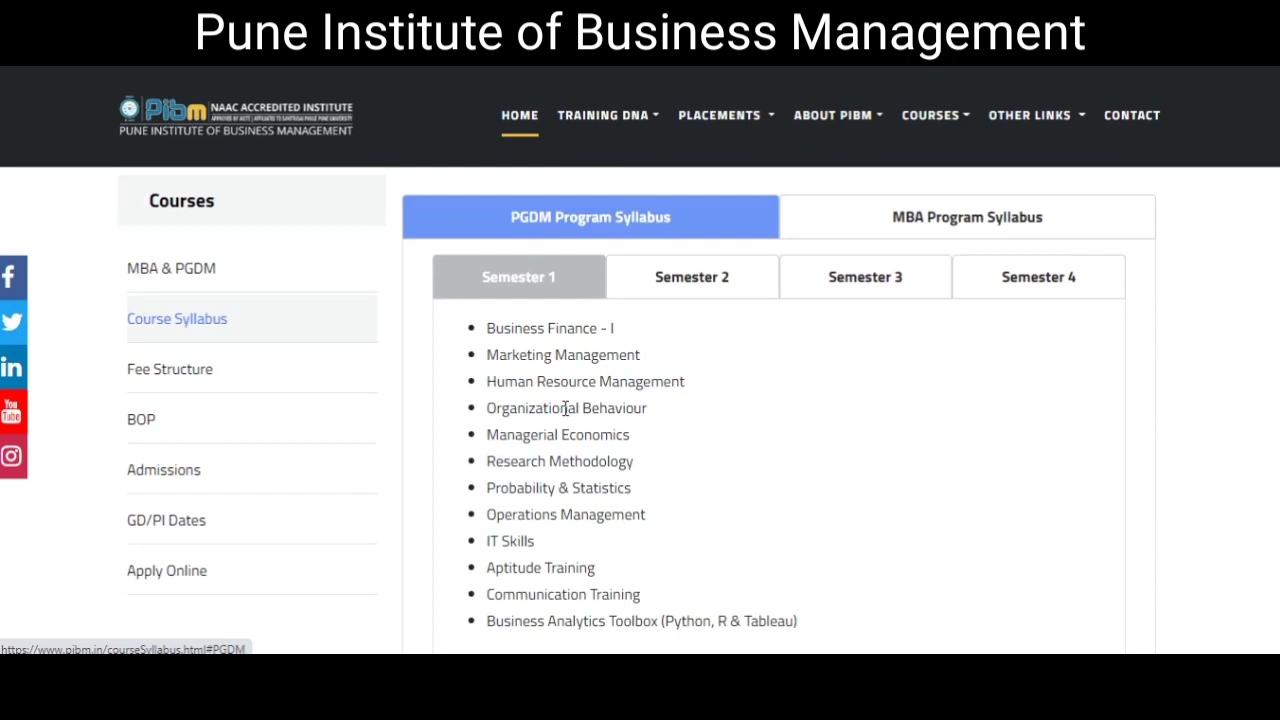 Pune Institute of Business Management
Pibm
NAAC ACCREDITED INSTITUTE
PUNE INSTITUTE OF BUSINESS MANAGEMENT
HOME TRAINING DNA PLACEMENTS ABOUT PIBM COURSES OTHER LINKS CONTACT
Courses
MBA & PGDM
Course Syllabus
Fee Structure
BOP
Admissions
GD/PI Dates
Apply Online
PGDM Program Syllabus MBA Program Syllabus
Semester 1 Semester 2 Semester 3 Semester 4
Business Finance - I
Marketing Management
Human Resource Management
Organizational Behaviour
Managerial Economics
Research Methodology
Probability & Statistics
Operations Management
IT Skills
Aptitude Training
Communication Training
Business Analytics Toolbox (Python, R & Tableau)
f
in
You
Tube
https://www.pibm.in/courseSyllabus.html#PGDM